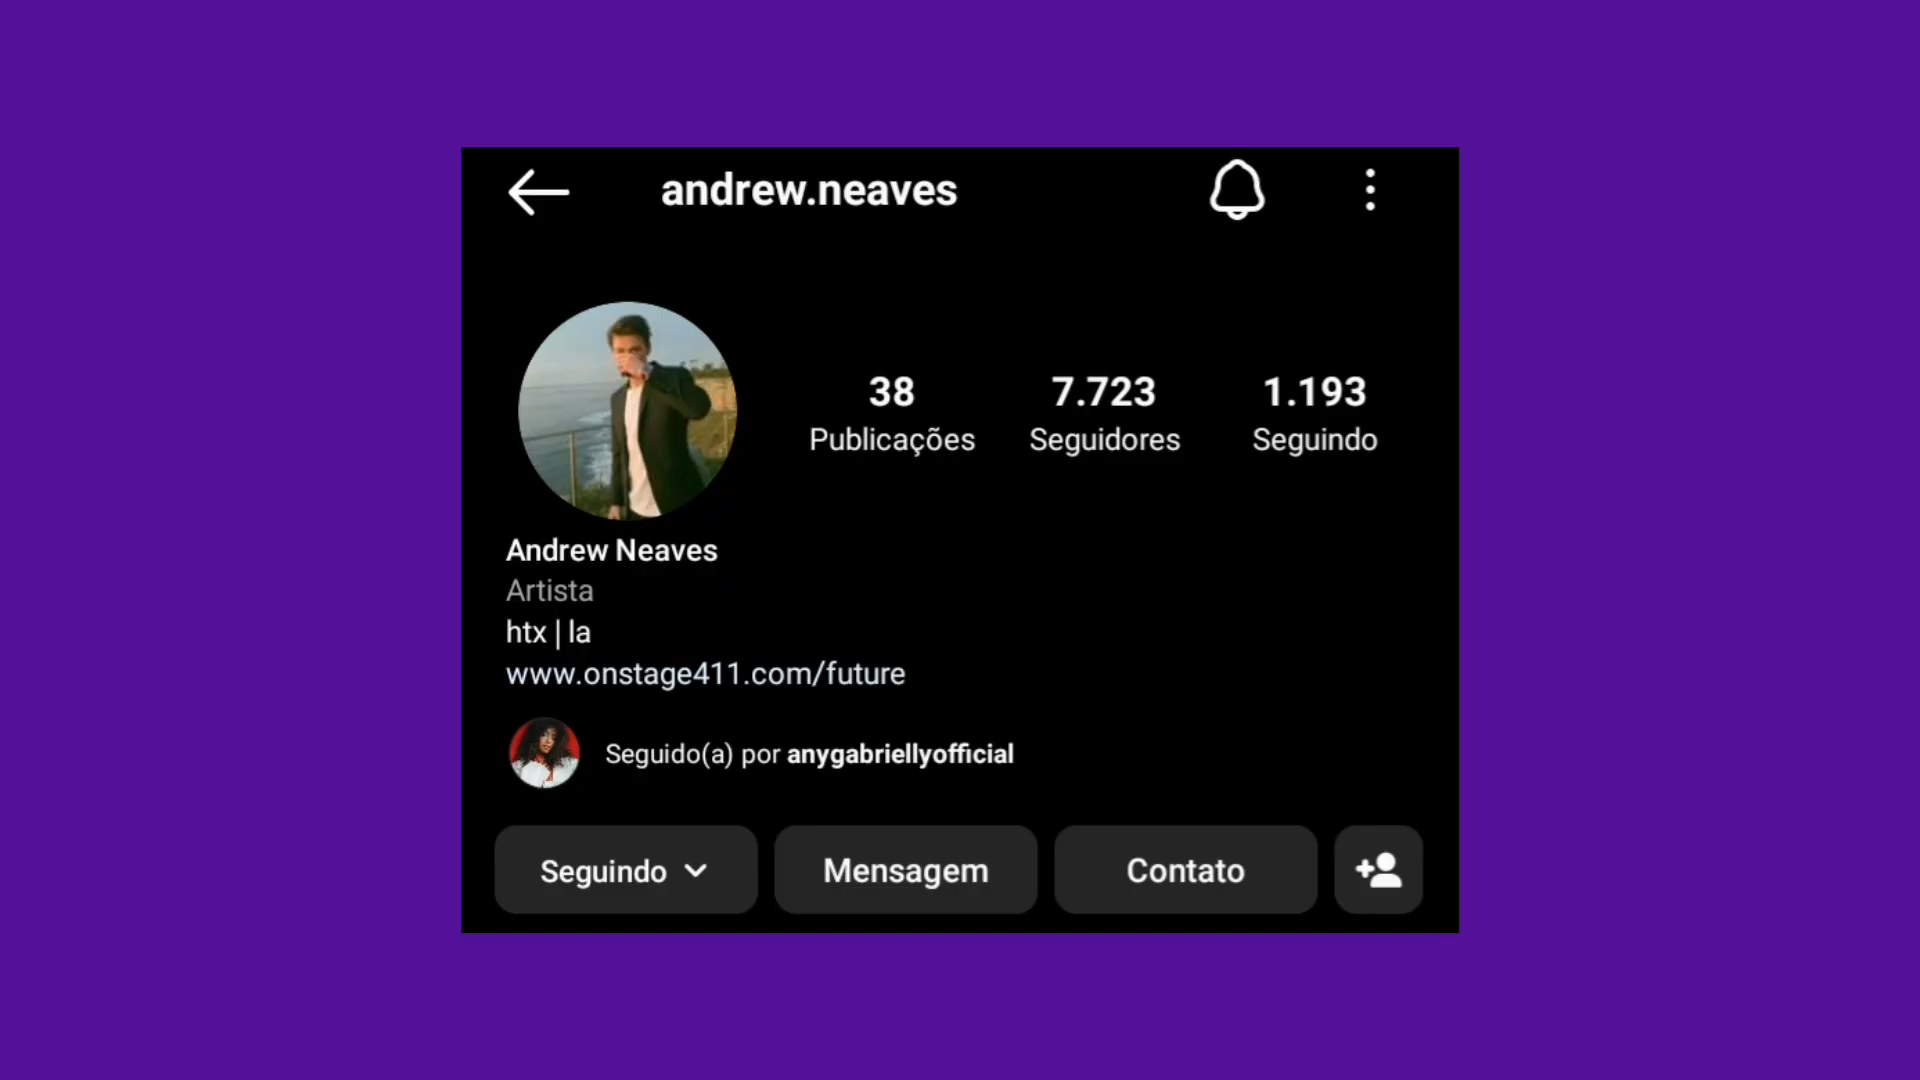 andrew.neaves
38
Publicações
7.723
Seguidores
1.193
Seguindo
Andrew Neaves
Artista
htx | la
www.onstage411.com/future
Seguido(a) por anygabriellyofficial
Seguindo
Mensagem
Contato